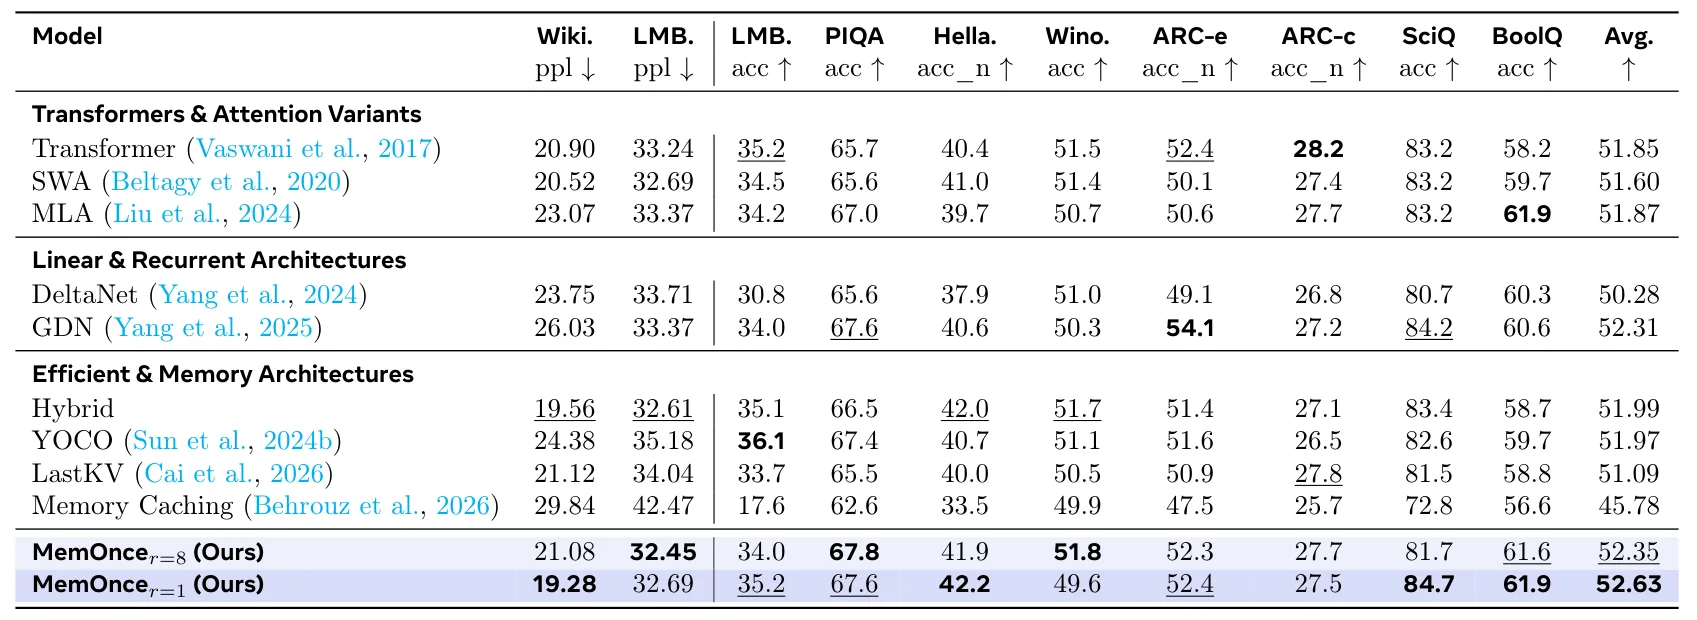 Model Wiki. LMB. LMB. PIQA Hella. Wino. ARC-e ARC-c SciQ BoolQ Avg.
ppl ↓ ppl ↓ acc ↑ acc ↑ acc_n ↑ acc ↑ acc_n ↑ acc_n ↑ acc ↑ acc ↑ ↑
Transformers & Attention Variants
Transformer (Vaswani et al., 2017) 20.90 33.24 35.2 65.7 40.4 51.5 52.4 28.2 83.2 58.2 51.85
SWA (Beltagy et al., 2020) 20.52 32.69 34.5 65.6 41.0 51.4 50.1 27.4 83.2 59.7 51.60
MLA (Liu et al., 2024) 23.07 33.37 34.2 67.0 39.7 50.7 50.6 27.7 83.2 61.9 51.87
Linear & Recurrent Architectures
DeltaNet (Yang et al., 2024) 23.75 33.71 30.8 65.6 37.9 51.0 49.1 26.8 80.7 60.3 50.28
GDN (Yang et al., 2025) 26.03 33.37 34.0 67.6 40.6 50.3 54.1 27.2 84.2 60.6 52.31
Efficient & Memory Architectures
Hybrid 19.56 32.61 35.1 66.5 42.0 51.7 51.4 27.1 83.4 58.7 51.99
YOCO (Sun et al., 2024b) 24.38 35.18 36.1 67.4 40.7 51.1 51.6 26.5 82.6 59.7 51.97
LastKV (Cai et al., 2026) 21.12 34.04 33.7 65.5 40.0 50.5 50.9 27.8 81.5 58.8 51.09
Memory Caching (Behrouz et al., 2026) 29.84 42.47 17.6 62.6 33.5 49.9 47.5 25.7 72.8 56.6 45.78
MemOnce_{r=8} (Ours) 21.08 32.45 34.0 67.8 41.9 51.8 52.3 27.7 81.7 61.6 52.35
MemOnce_{r=1} (Ours) 19.28 32.69 35.2 67.6 42.2 49.6 52.4 27.5 84.7 61.9 52.63